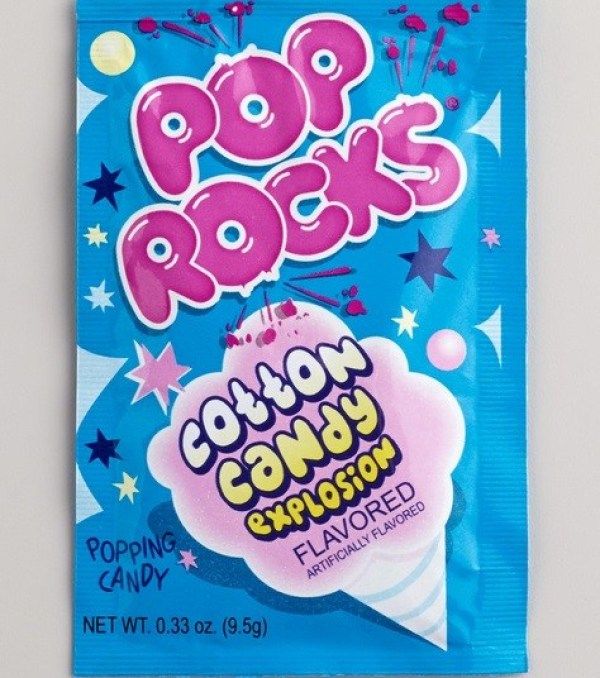 POP
ROCKS
cotton
candy
explosion
FLAVORED
ARTIFICIALLY FLAVORED
POPPING
CANDY
NET WT. 0.33 oz. (9.5g)